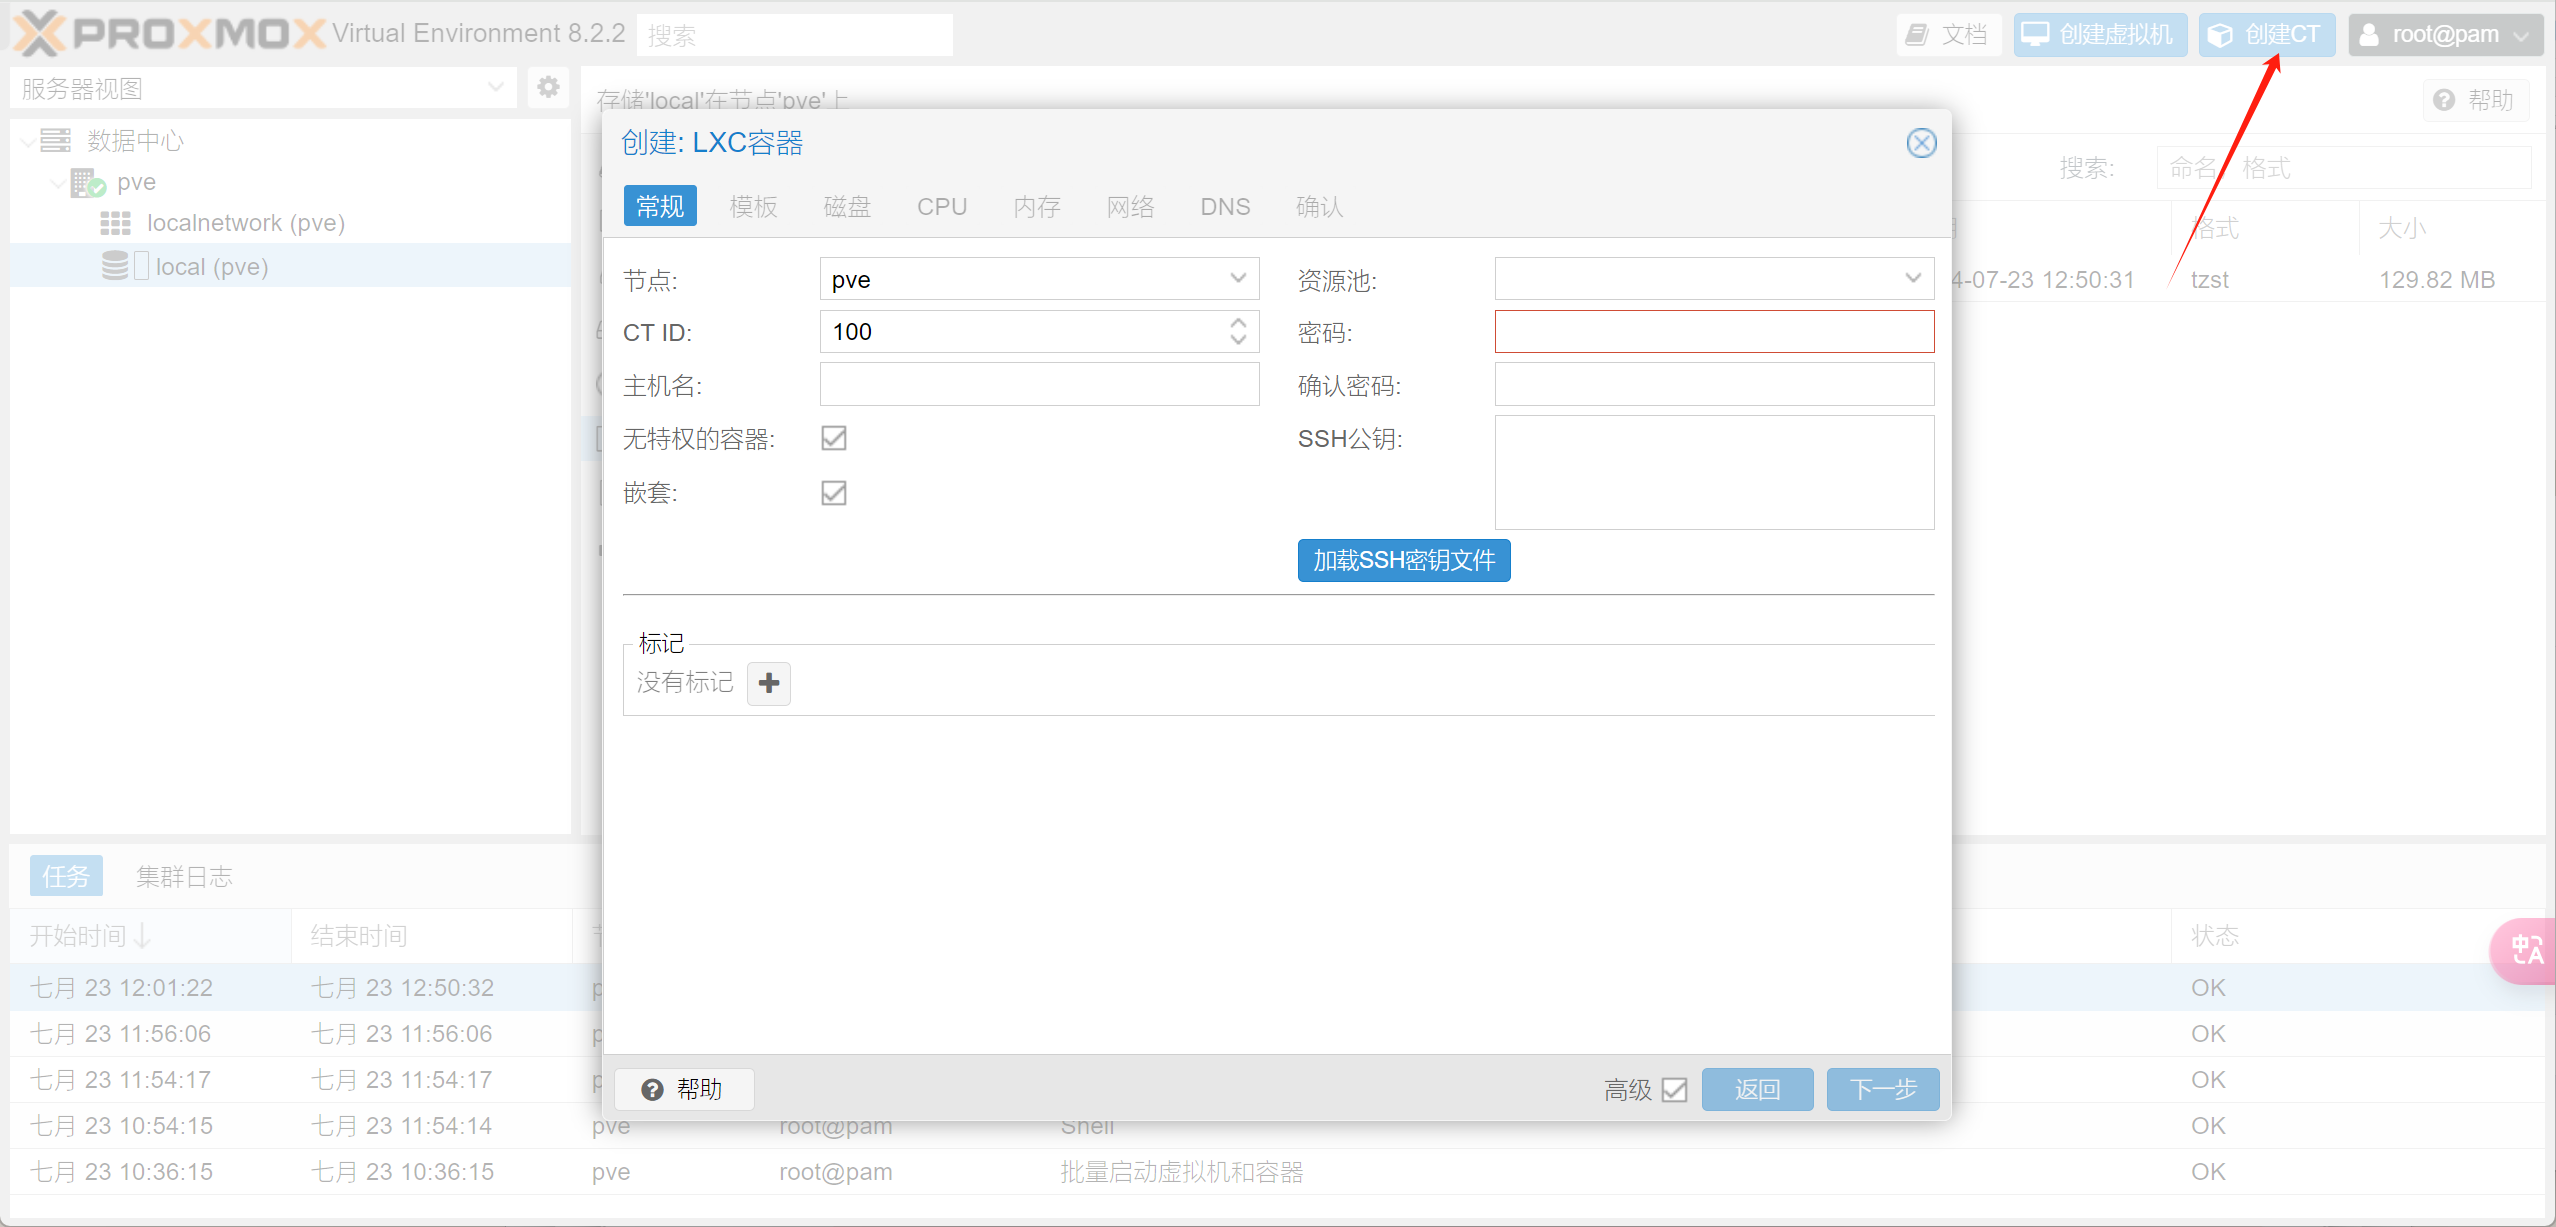 PROXMOX Virtual Environment 8.2.2 搜索 文档 创建虚拟机 创建CT root@pam
服务器视图
存储'local'在节点'pve'上 帮助
数据中心
pve
localnetwork (pve)
local (pve)
搜索: 命名, 格式
格式 大小
4-07-23 12:50:31 tzst 129.82 MB
创建: LXC容器
常规 模板 磁盘 CPU 内存 网络 DNS 确认
节点: pve 资源池:
CT ID: 100 密码:
主机名: 确认密码:
无特权的容器: SSH公钥:
嵌套:
加载SSH密钥文件
标记
没有标记
帮助 高级 返回 下一步
任务 集群日志
开始时间 结束时间 状态
七月 23 12:01:22 七月 23 12:50:32 OK
七月 23 11:56:06 七月 23 11:56:06 OK
七月 23 11:54:17 七月 23 11:54:17 OK
七月 23 10:54:15 七月 23 11:54:14 pve root@pam Shell OK
七月 23 10:36:15 七月 23 10:36:15 pve root@pam 批量启动虚拟机和容器 OK
中A